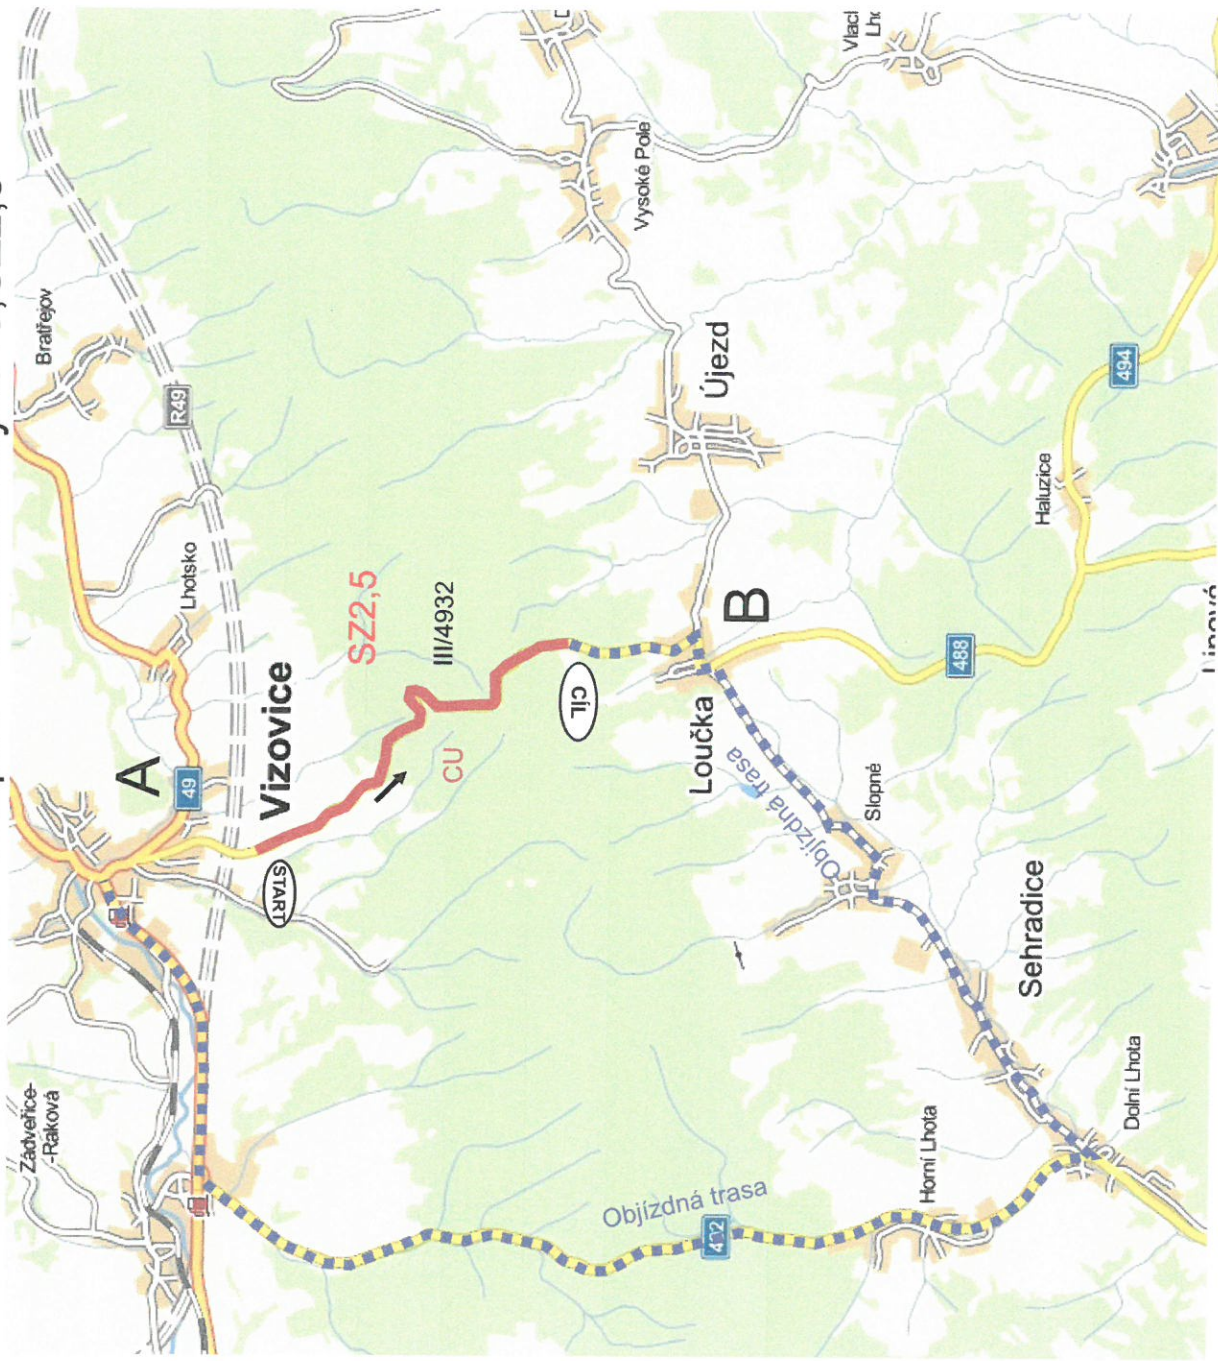 Bratřejov
R49
Lhotsko
A
49
Vizovice
START
SZ2,5
III/4932
CU
CÍL
Zádveřice-
-Raková
Vysoké Pole
Újezd
B
Loučka
488
494
Haluzice
Objízdná trasa
Slopné
Sehradice
Dolní Lhota
Horní Lhota
Objízdná trasa
492